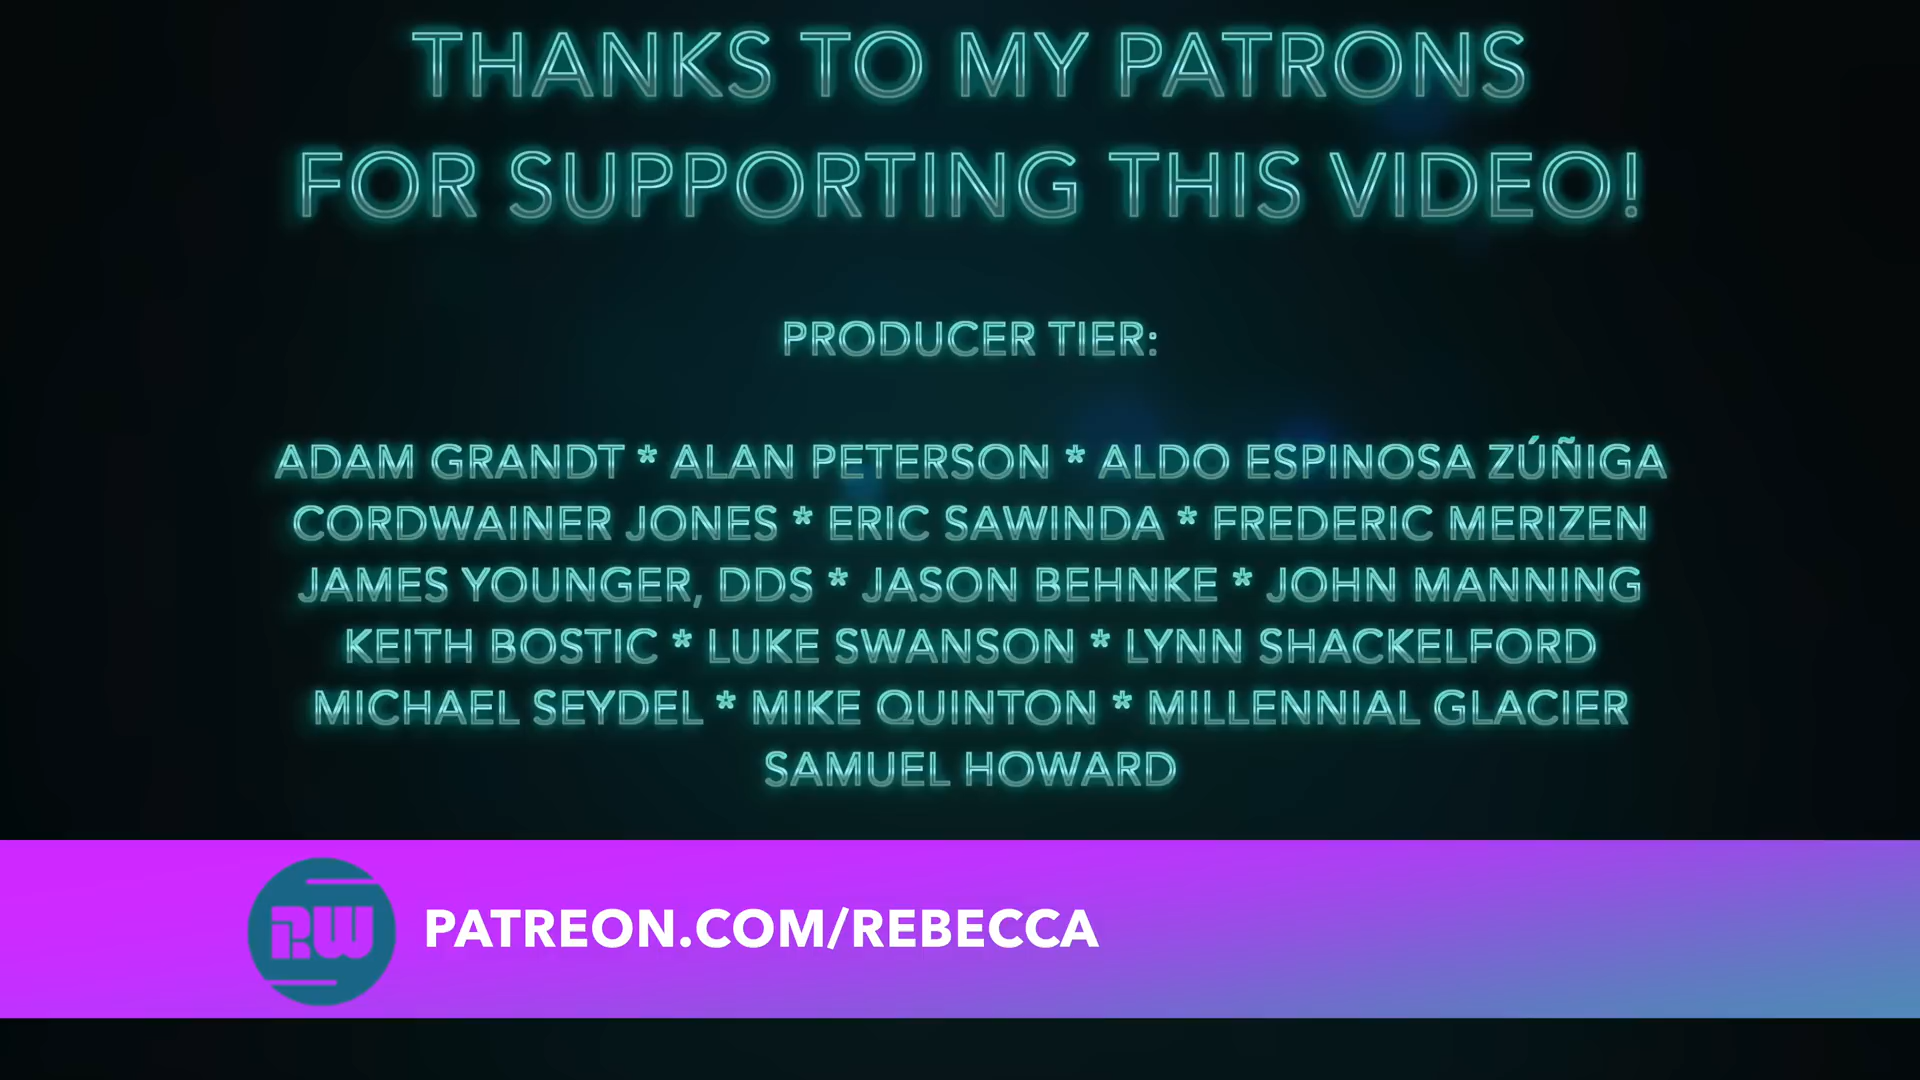 THANKS TO MY PATRONS
FOR SUPPORTING THIS VIDEO!
PRODUCER TIER:
ADAM GRANDT * ALAN PETERSON * ALDO ESPINOSA ZÚÑIGA
CORDWAINER JONES * ERIC SAWINDA * FREDERIC MERIZEN
JAMES YOUNGER, DDS * JASON BEHNKE * JOHN MANNING
KEITH BOSTIC * LUKE SWANSON * LYNN SHACKELFORD
MICHAEL SEYDEL * MIKE QUINTON * MILLENNIAL GLACIER
SAMUEL HOWARD
RW
PATREON.COM/REBECCA